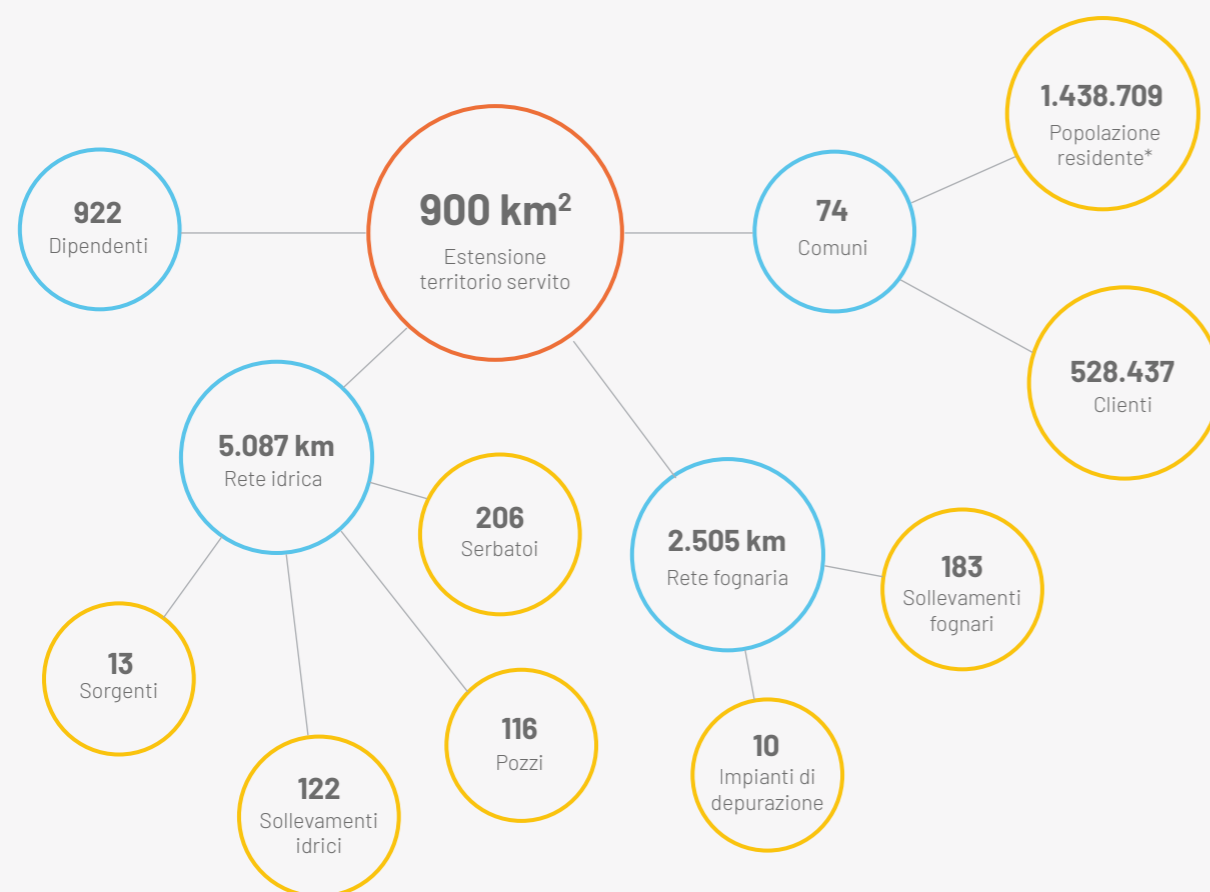 1.438.709
Popolazione
residente*
922
Dipendenti
900 km²
Estensione
territorio servito
74
Comuni
528.437
Clienti
5.087 km
Rete idrica
206
Serbatoi
2.505 km
Rete fognaria
183
Sollevamenti
fognari
13
Sorgenti
122
Sollevamenti
idrici
116
Pozzi
10
Impianti di
depurazione